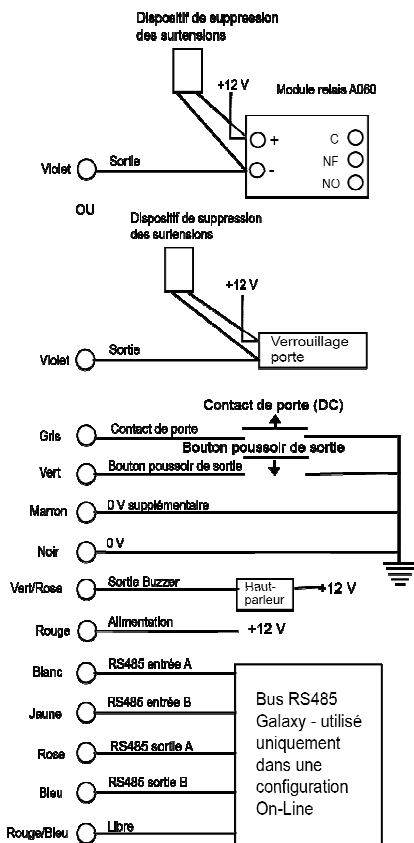 Dispositif de suppression
des surtensions
+12 V
Module relais A060
+
C
NF
-
NO
Violet
Sortie
OU
Dispositif de suppression
des surtensions
+12 V
Verrouillage
porte
Violet
Sortie
Contact de porte (DC)
Gris
Contact de porte
Bouton poussoir de sortie
Vert
Bouton poussoir de sortie
Marron
0 V supplémentaire
Noir
0 V
Vert/Rose
Sortie Buzzer
Haut-
parleur
+12 V
Rouge
Alimentation
+12 V
Blanc
RS485 entrée A
Jaune
RS485 entrée B
Rose
RS485 sortie A
Bleu
RS485 sortie B
Rouge/Bleu
Libre
Bus RS485
Galaxy - utilisé
uniquement
dans une
configuration
On-Line